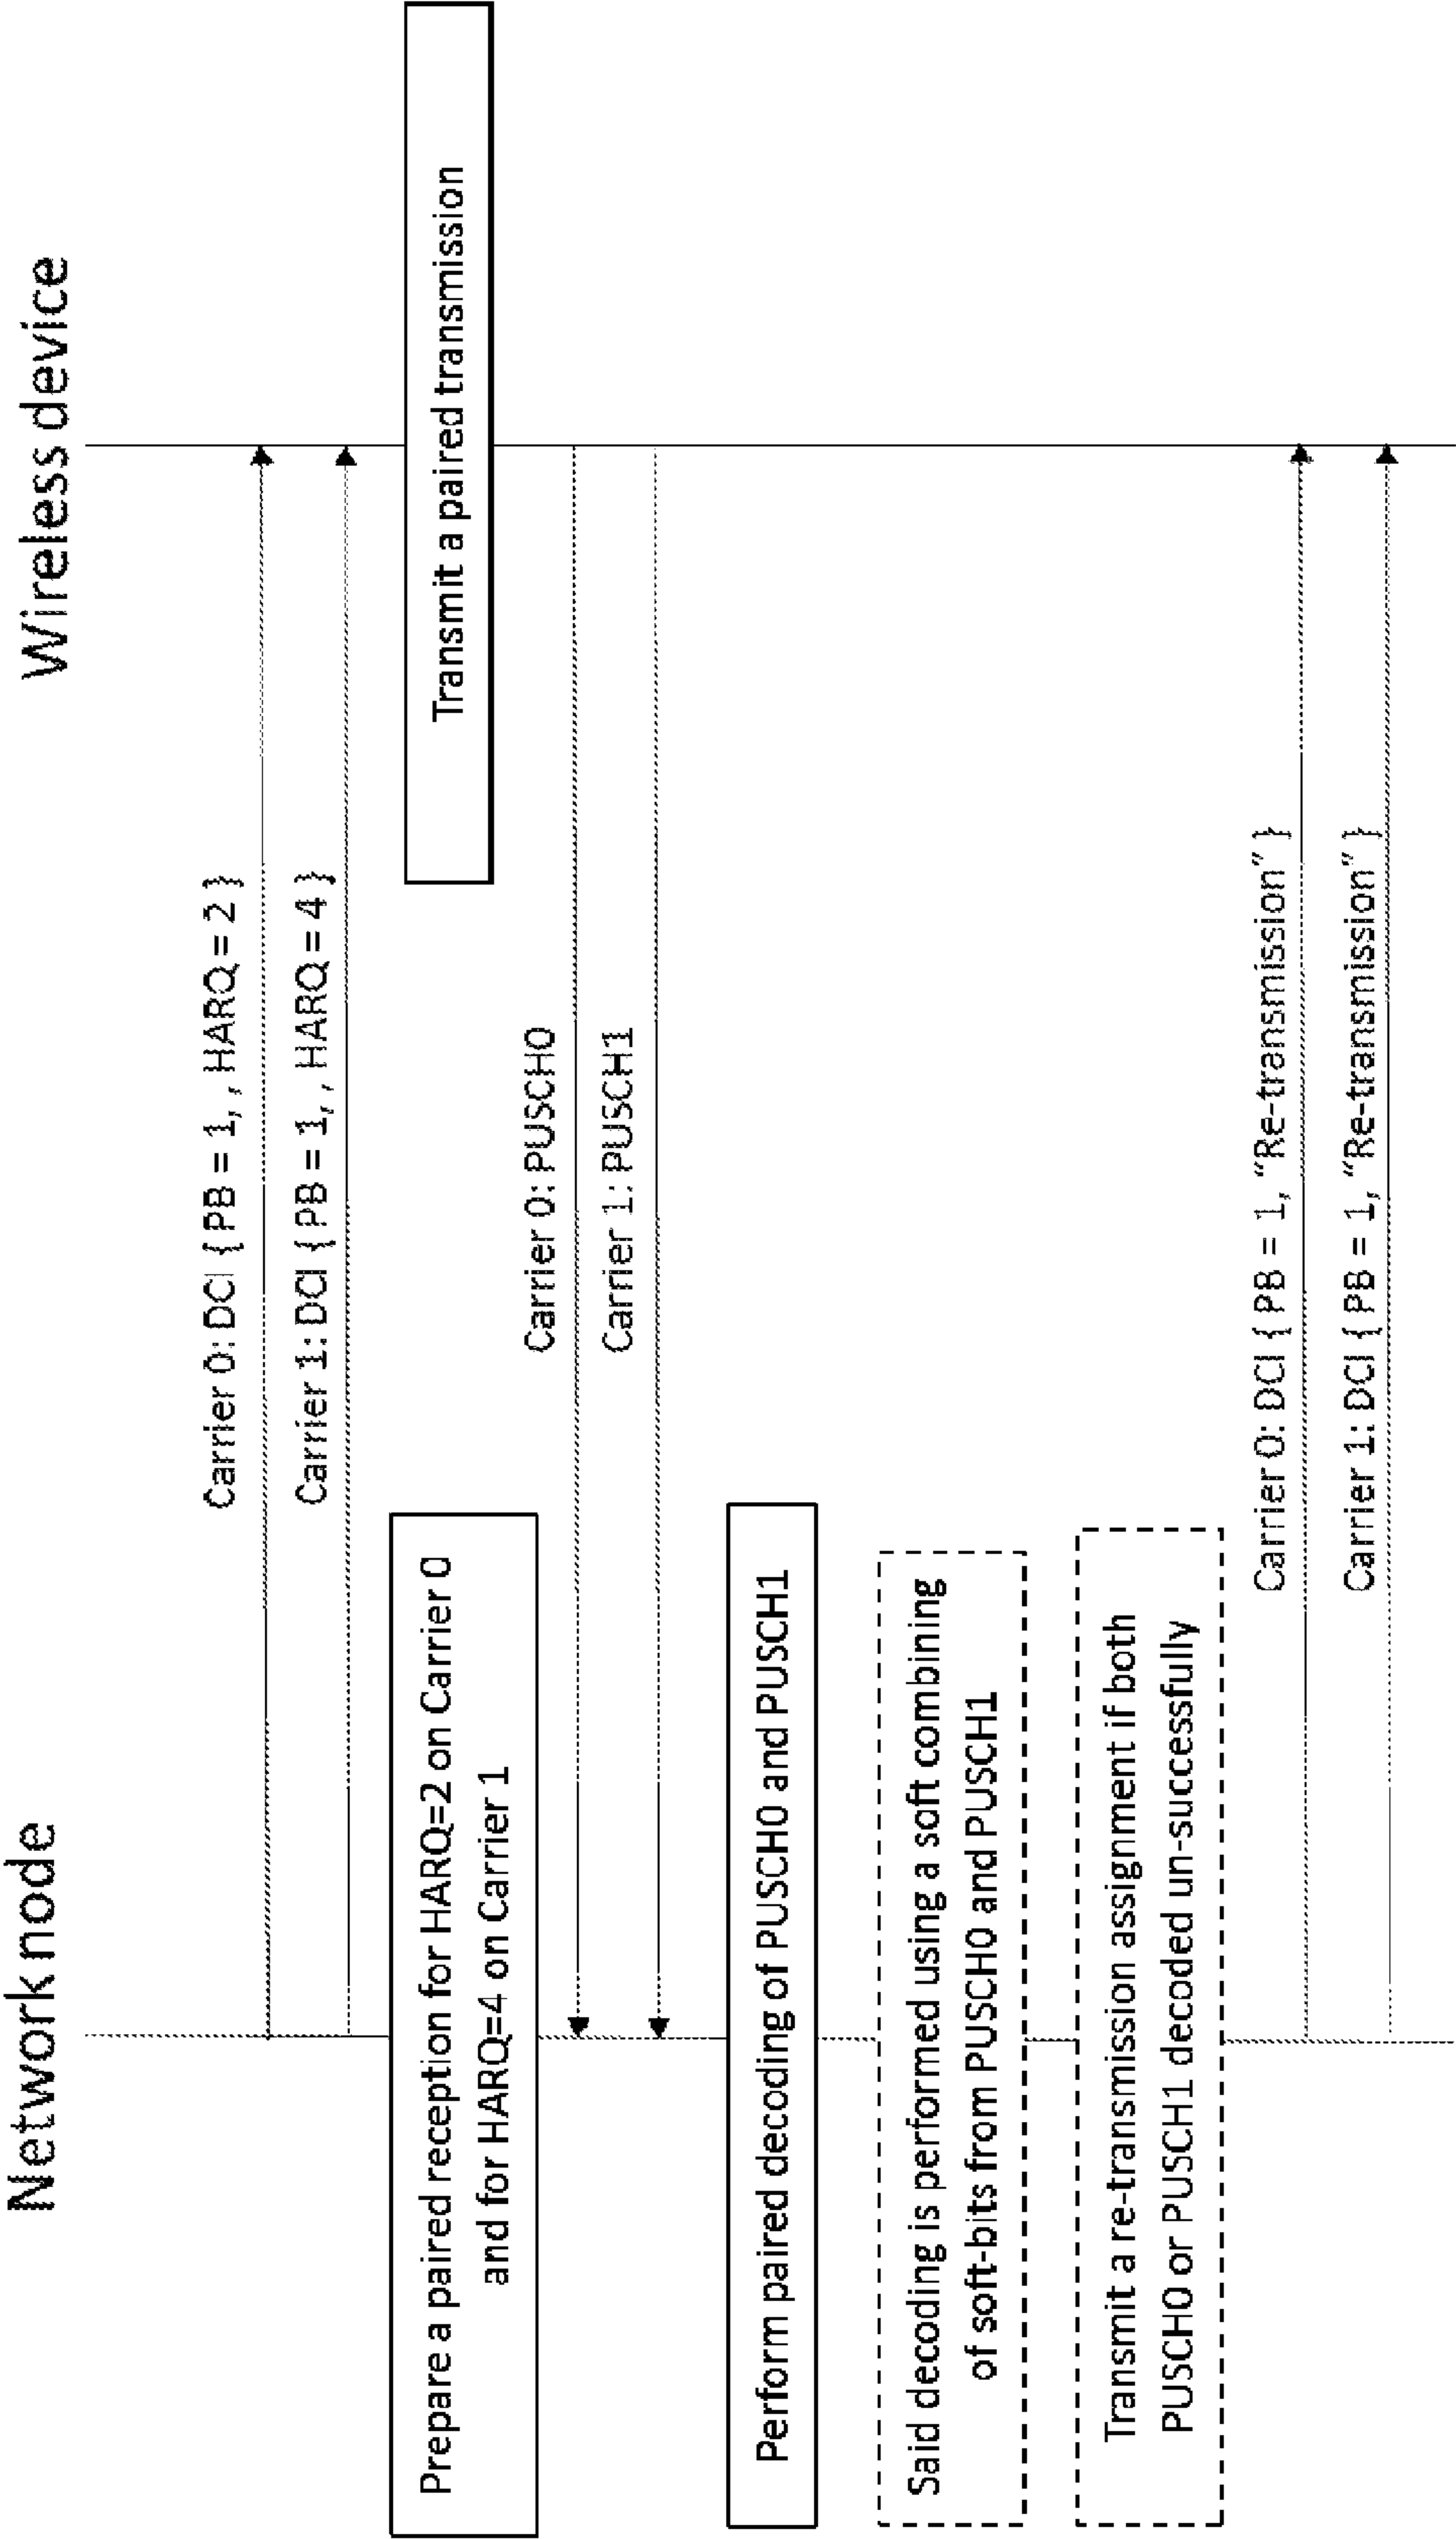 Network node
Wireless device
Carrier 0: DCI { PB = 1, , HARQ = 2 }
Carrier 1: DCI { PB = 1, , HARQ = 4 }
Prepare a paired reception for HARQ=2 on Carrier 0
and for HARQ=4 on Carrier 1
Transmit a paired transmission
Carrier 0: PUSCH0
Carrier 1: PUSCH1
Perform paired decoding of PUSCH0 and PUSCH1
Said decoding is performed using a soft combining
of soft-bits from PUSCH0 and PUSCH1
Transmit a re-transmission assignment if both
PUSCH0 or PUSCH1 decoded un-successfully
Carrier 0: DCI { PB = 1, “Re-transmission” }
Carrier 1: DCI { PB = 1, “Re-transmission” }